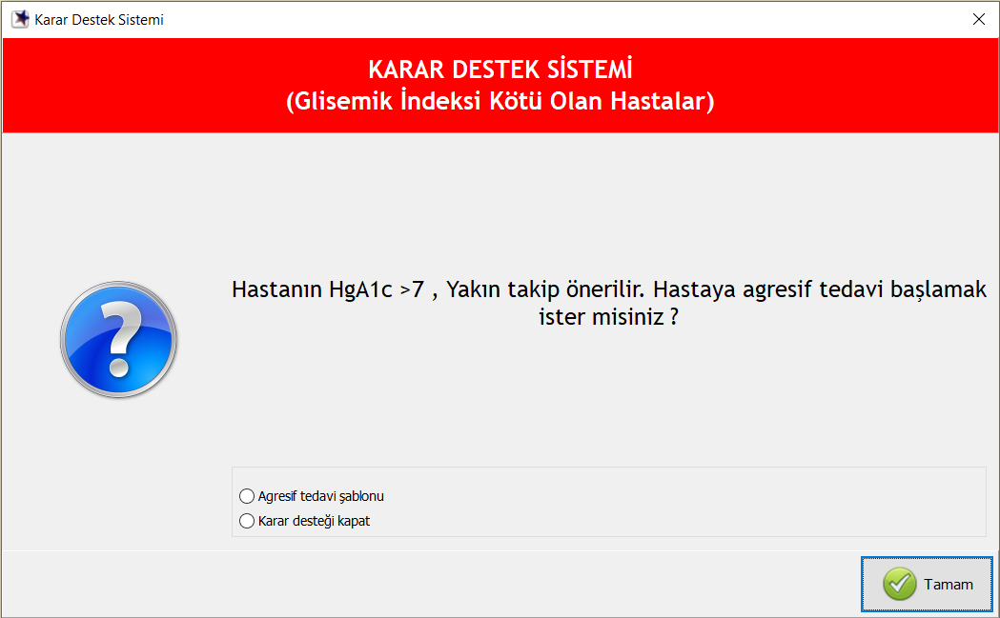 Karar Destek Sistemi
KARAR DESTEK SİSTEMİ
(Glisemik İndeksi Kötü Olan Hastalar)
Hastanın HgA1c >7 , Yakın takip önerilir. Hastaya agresif tedavi başlamak
ister misiniz ?
Agresif tedavi şablonu
Karar desteği kapat
Tamam